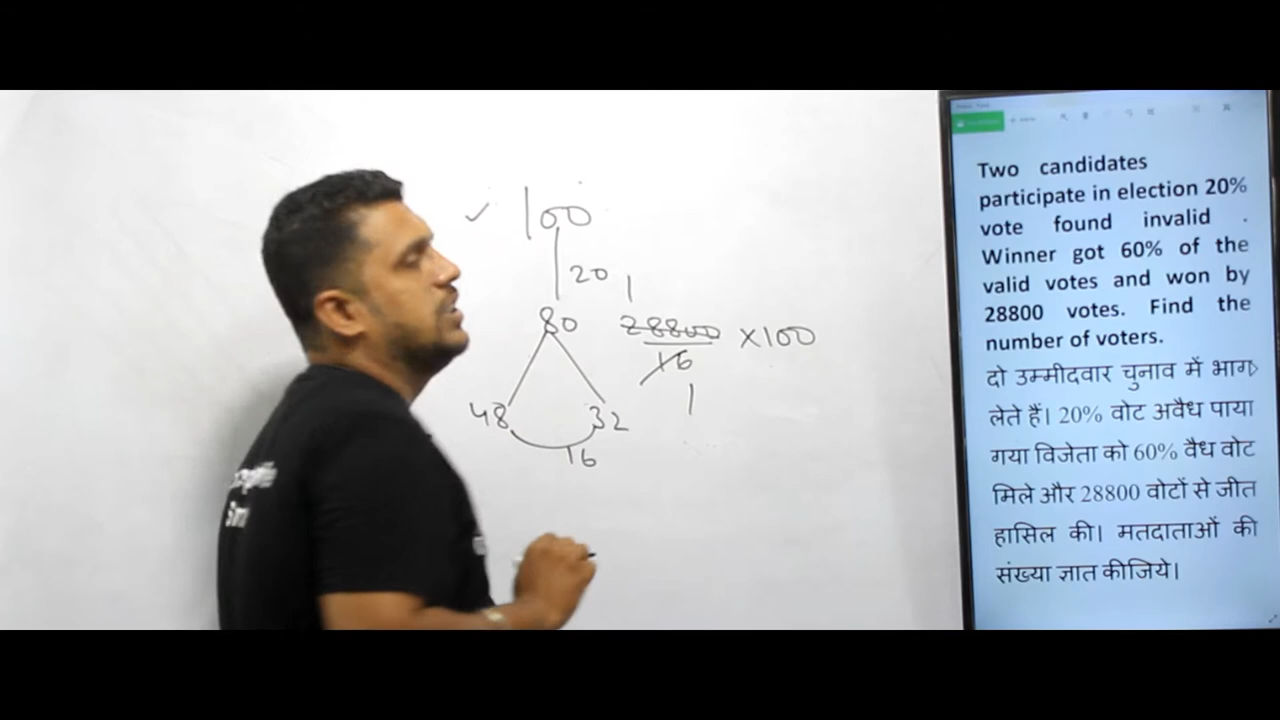 100
20
1
80
28800 ×100
16
1
48
32
16
Two candidates
participate in election 20%
vote found invalid .
Winner got 60% of the
valid votes and won by
28800 votes. Find the
number of voters.
दो उम्मीदवार चुनाव में भाग
लेते हैं। 20% वोट अवैध पाया
गया विजेता को 60% वैध वोट
मिले और 28800 वोटों से जीत
हासिल की। मतदाताओं की
संख्या ज्ञात कीजिये।